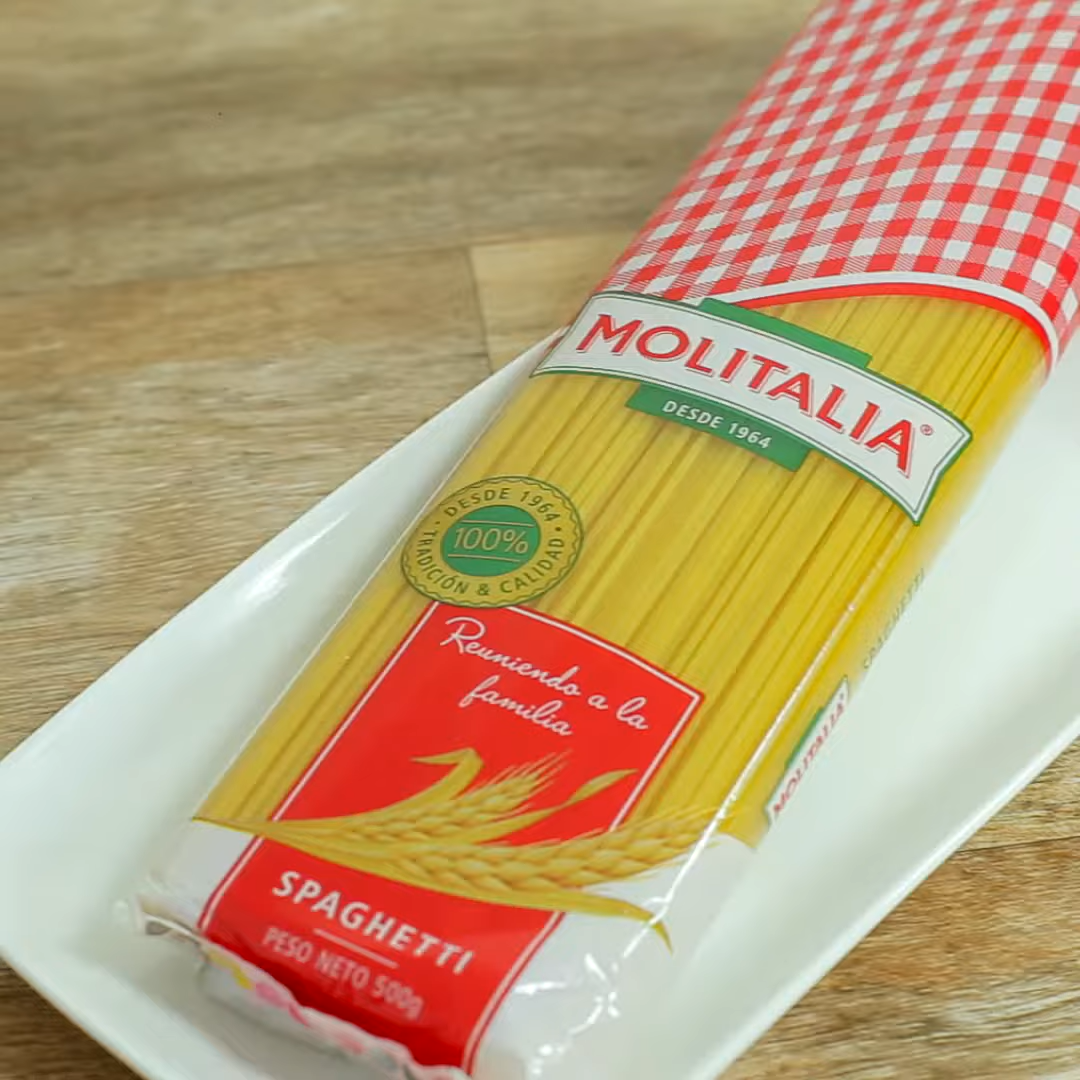 MOLITALIA®
DESDE 1964
DESDE 1964
100%
TRADICIÓN & CALIDAD
Reuniendo a la
familia
SPAGHETTI
PESO NETO 500g
SPAGHETTI
MOLITALIA